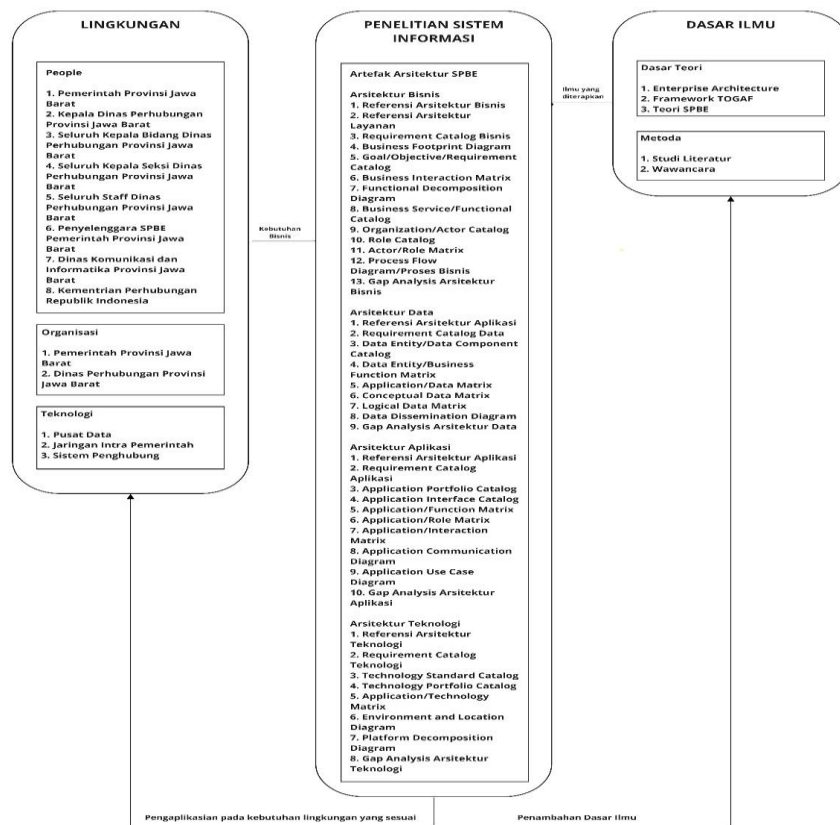 LINGKUNGAN
People
1. Pemerintah Provinsi Jawa
Barat
2. Kepala Dinas Perhubungan
Provinsi Jawa Barat
3. Seluruh Kepala Bidang Dinas
Perhubungan Provinsi Jawa
Barat
4. Seluruh Kepala Seksi Dinas
Perhubungan Provinsi Jawa
Barat
5. Seluruh Staff Dinas
Perhubungan Provinsi Jawa
Barat
6. Penyelenggara SPBE
Pemerintah Provinsi Jawa
Barat
7. Dinas Komunikasi dan
Informatika Provinsi Jawa
Barat
8. Kementrian Perhubungan
Republik Indonesia
Organisasi
1. Pemerintah Provinsi Jawa
Barat
2. Dinas Perhubungan Provinsi
Jawa Barat
Teknologi
1. Pusat Data
2. Jaringan Intra Pemerintah
3. Sistem Penghubung
Kebutuhan
Bisnis
PENELITIAN SISTEM
INFORMASI
Artefak Arsitektur SPBE
Arsitektur Bisnis
1. Referensi Arsitektur Bisnis
2. Referensi Arsitektur
Layanan
3. Requirement Catalog Bisnis
4. Business Footprint Diagram
5. Goal/Objective/Requirement
Catalog
6. Business Interaction Matrix
7. Functional Decomposition
Diagram
8. Business Service/Functional
Catalog
9. Organization/Actor Catalog
10. Role Catalog
11. Actor/Role Matrix
12. Process Flow
Diagram/Proses Bisnis
13. Gap Analysis Arsitektur
Bisnis
Arsitektur Data
1. Referensi Arsitektur Aplikasi
2. Requirement Catalog Data
3. Data Entity/Data Component
Catalog
4. Data Entity/Business
Function Matrix
5. Application/Data Matrix
6. Conceptual Data Matrix
7. Logical Data Matrix
8. Data Dissemination Diagram
9. Gap Analysis Arsitektur Data
Arsitektur Aplikasi
1. Referensi Arsitektur Aplikasi
2. Requirement Catalog
Aplikasi
3. Application Portfolio Catalog
4. Application Interface Catalog
5. Application/Function Matrix
6. Application/Role Matrix
7. Application/Interaction
Matrix
8. Application Communication
Diagram
9. Application Use Case
Diagram
10. Gap Analysis Arsitektur
Aplikasi
Arsitektur Teknologi
1. Referensi Arsitektur
Teknologi
2. Requirement Catalog
Teknologi
3. Technology Standard Catalog
4. Technology Portfolio Catalog
5. Application/Technology
Matrix
6. Environment and Location
Diagram
7. Platform Decomposition
Diagram
8. Gap Analysis Arsitektur
Teknologi
Ilmu yang
diterapkan
DASAR ILMU
Dasar Teori
1. Enterprise Architecture
2. Framework TOGAF
3. Teori SPBE
Metoda
1. Studi Literatur
2. Wawancara
Pengaplikasian pada kebutuhan lingkungan yang sesuai
Penambahan Dasar Ilmu